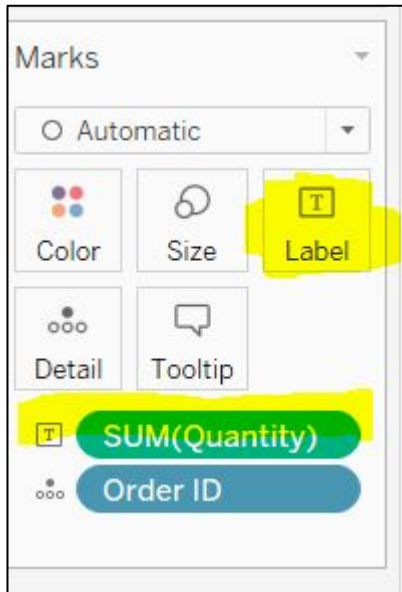 Marks
Automatic
Color Size Label
Detail Tooltip
T SUM(Quantity)
Order ID